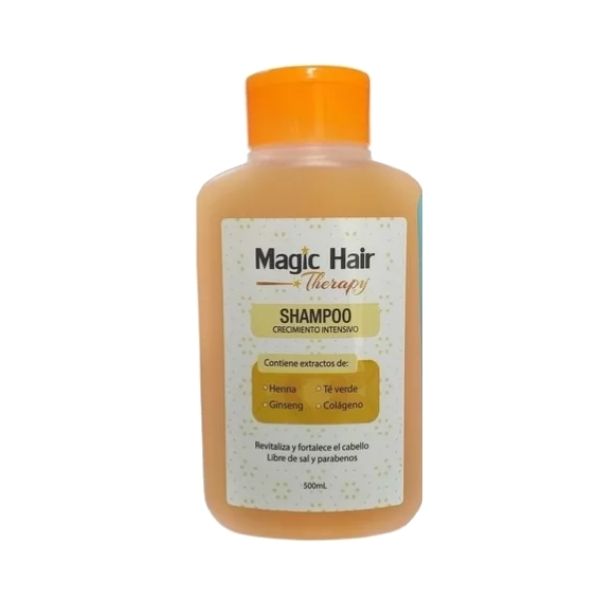 Magic Hair
Therapy
SHAMPOO
CRECIMIENTO INTENSIVO
Contiene extractos de:
Henna Té verde
Ginseng Colágeno
Revitaliza y fortalece el cabello
Libre de sal y parabenos
500mL